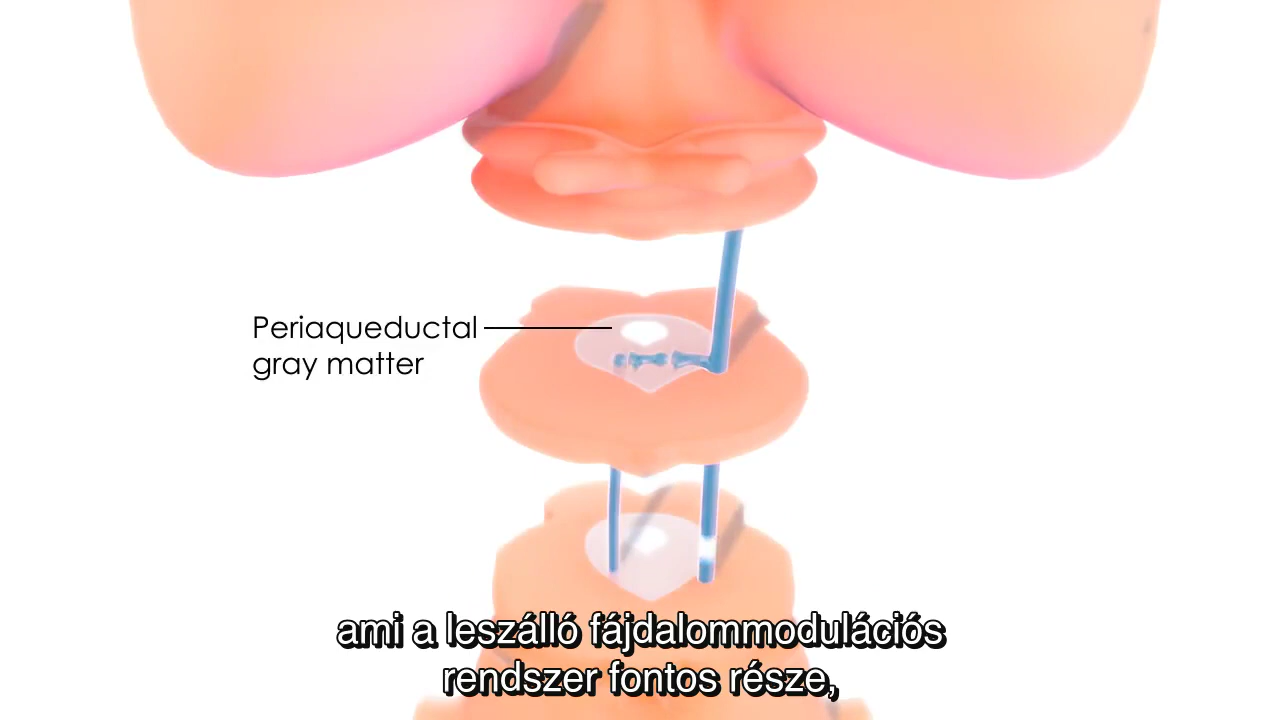 Periaqueductal
gray matter
ami a leszálló fájdalommodulációs
rendszer fontos része,